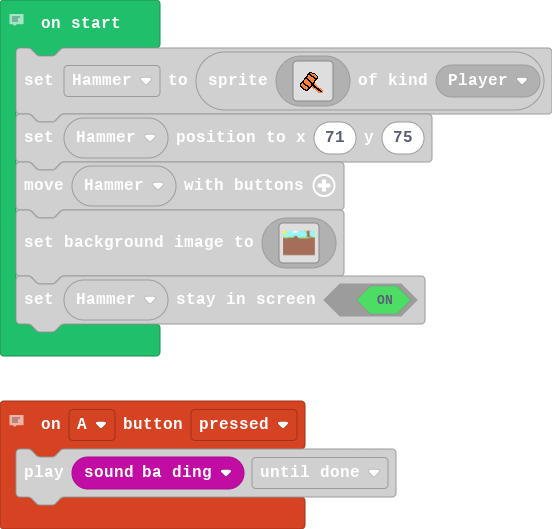 on start
set Hammer to sprite of kind Player
set Hammer position to x 71 y 75
move Hammer with buttons
set background image to
set Hammer stay in screen ON
on A button pressed
play sound ba ding until done